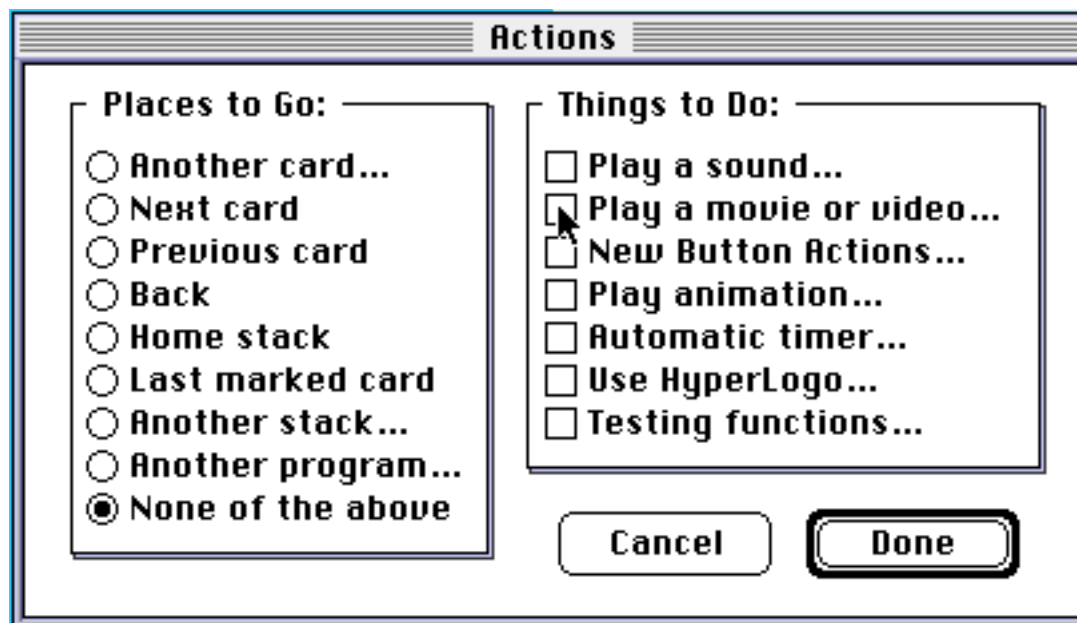 Actions
Places to Go:
Another card...
Next card
Previous card
Back
Home stack
Last marked card
Another stack...
Another program...
None of the above
Things to Do:
Play a sound...
Play a movie or video...
New Button Actions...
Play animation...
Automatic timer...
Use HyperLogo...
Testing functions...
Cancel
Done